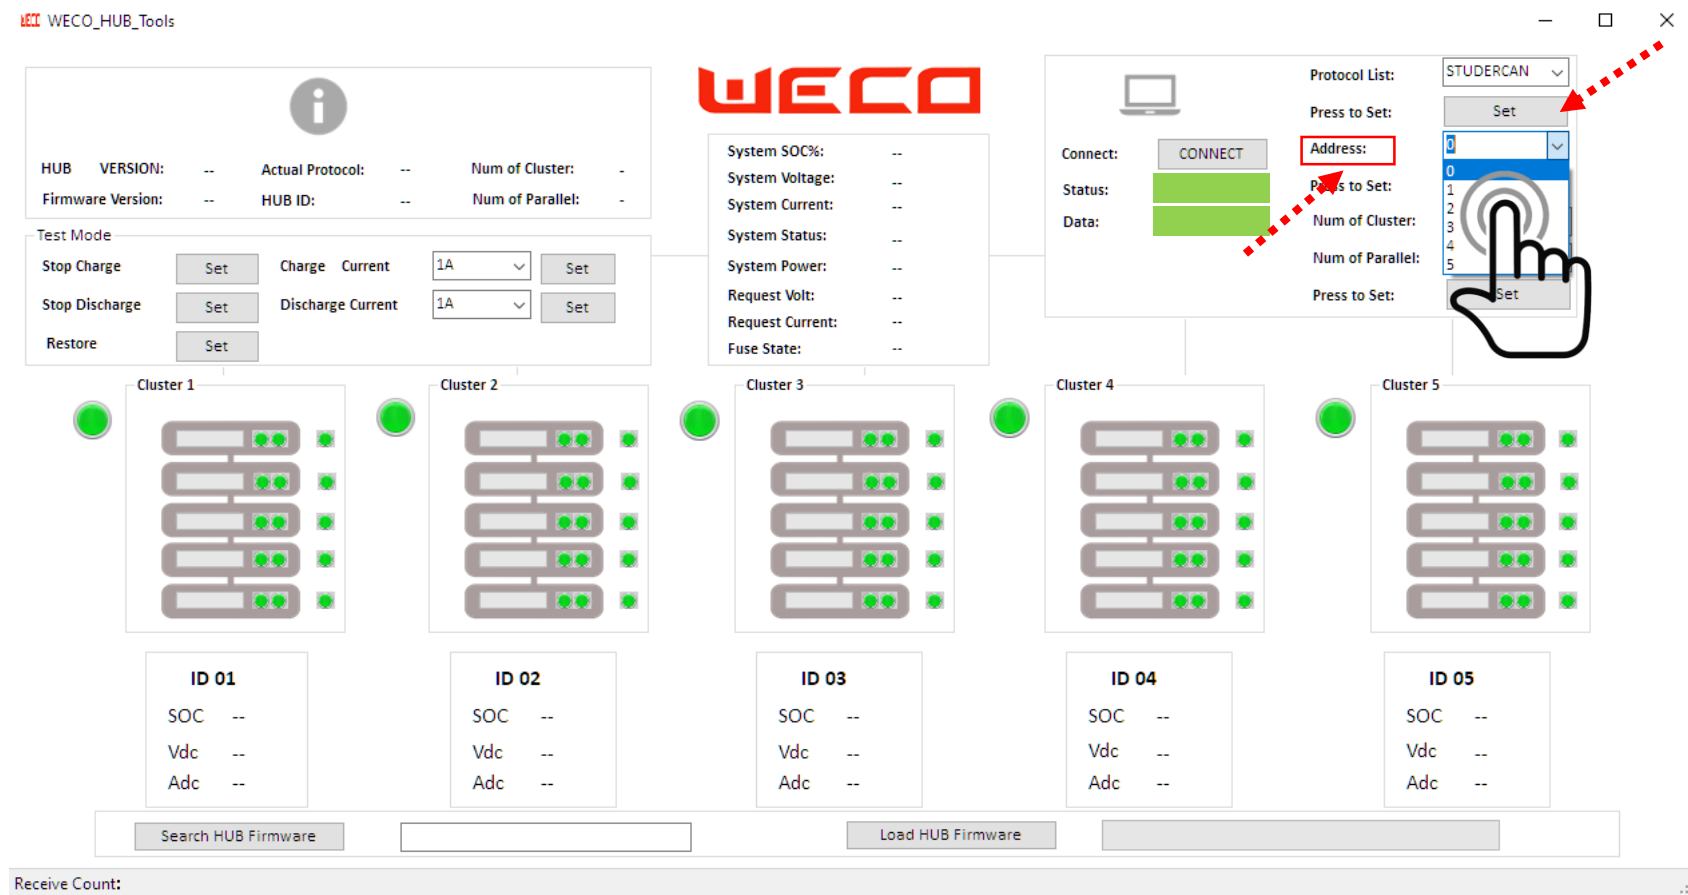 WECO WECO_HUB_Tools
WECO
HUB VERSION: -- Actual Protocol: -- Num of Cluster: -
Firmware Version: -- HUB ID: -- Num of Parallel: -
Test Mode
Stop Charge Set Charge Current 1A Set
Stop Discharge Set Discharge Current 1A Set
Restore Set
System SOC%: --
System Voltage: --
System Current: --
System Status: --
System Power: --
Request Volt: --
Request Current: --
Fuse State: --
Connect: CONNECT
Status:
Data:
Protocol List: STUDERCAN
Press to Set: Set
Address: 0
0
Press to Set: 1
2
Num of Cluster: 3
4
Num of Parallel: 5
Press to Set: Set
Cluster 1 Cluster 2 Cluster 3 Cluster 4 Cluster 5
ID 01 ID 02 ID 03 ID 04 ID 05
SOC -- SOC -- SOC -- SOC -- SOC --
Vdc -- Vdc -- Vdc -- Vdc -- Vdc --
Adc -- Adc -- Adc -- Adc -- Adc --
Search HUB Firmware Load HUB Firmware
Receive Count: